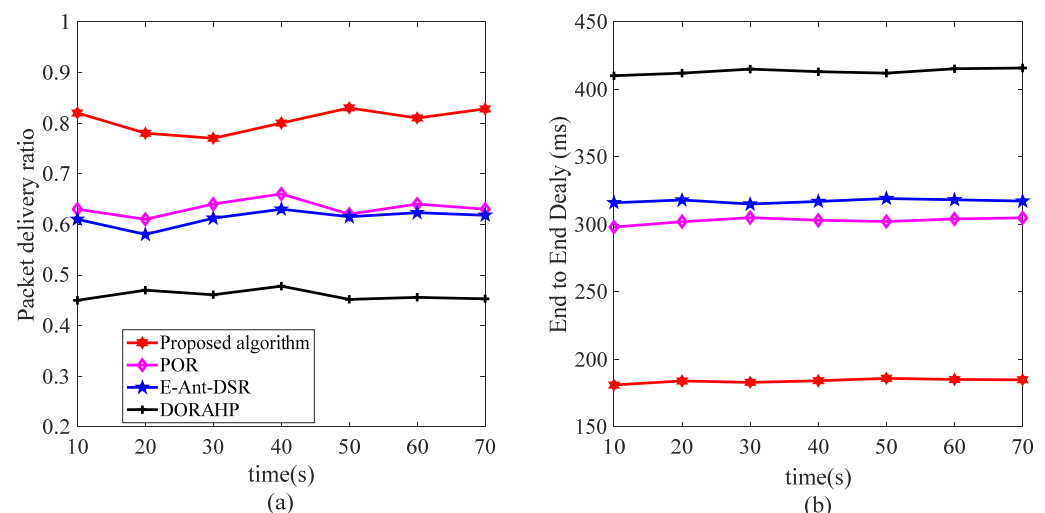 1
0.9
0.8
0.7
0.6
0.5
0.4
0.3
0.2
Packet delivery ratio
Proposed algorithm
POR
E-Ant-DSR
DORAHP
10 20 30 40 50 60 70
time(s)
(a)
450
400
350
300
250
200
150
End to End Dealy (ms)
10 20 30 40 50 60 70
time(s)
(b)